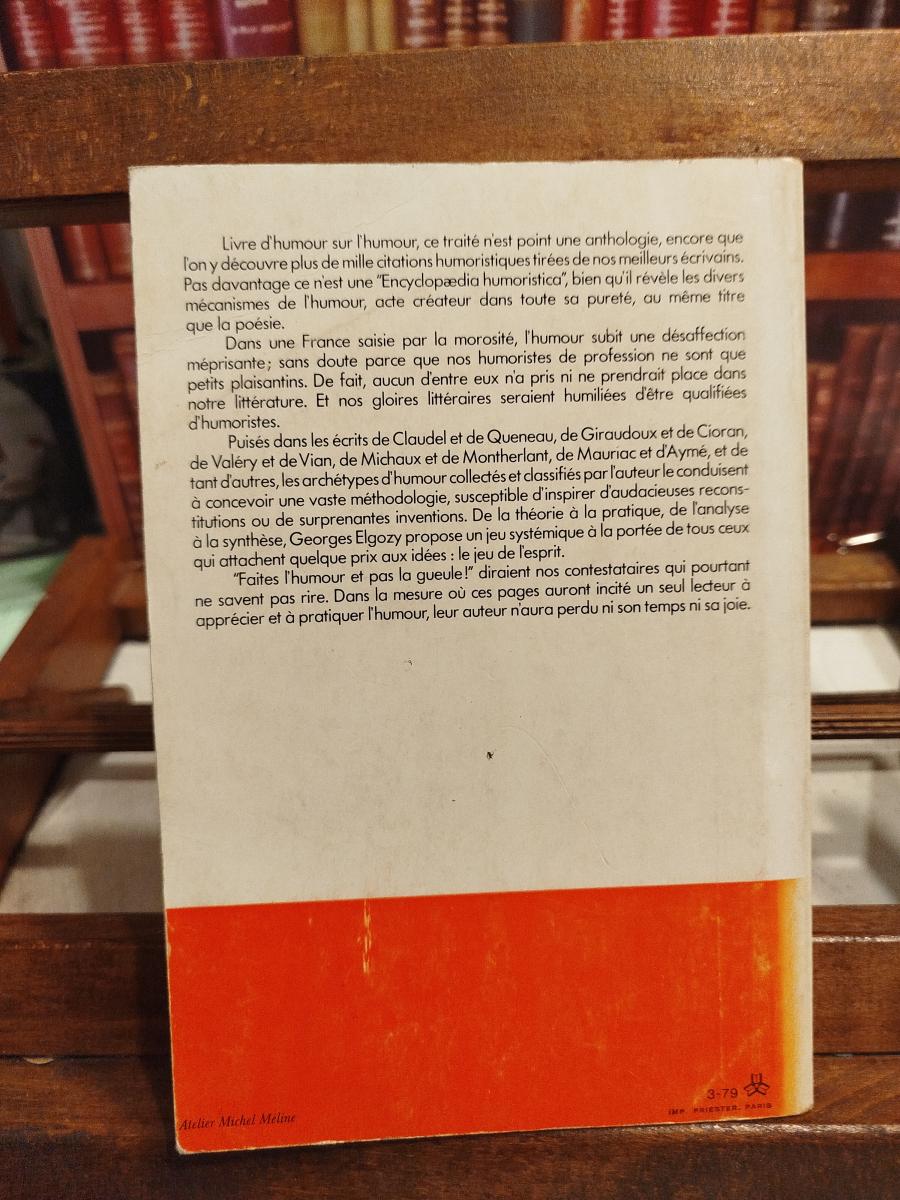 Livre d'humour sur l'humour, ce traité n'est point une anthologie, encore que
l'on y découvre plus de mille citations humoristiques tirées de nos meilleurs écrivains.
Pas davantage ce n'est une "Encyclopædia humoristica", bien qu'il révèle les divers
mécanismes de l'humour, acte créateur dans toute sa pureté, au même titre
que la poésie.
Dans une France saisie par la morosité, l'humour subit une désaffection
méprisante; sans doute parce que nos humoristes de profession ne sont que
petits plaisantins. De fait, aucun d'entre eux n'a pris ni ne prendrait place dans
notre littérature. Et nos gloires littéraires seraient humiliées d'être qualifiées
d'humoristes.
Puisés dans les écrits de Claudel et de Queneau, de Giraudoux et de Cioran,
de Valéry et de Vian, de Michaux et de Montherlant, de Mauriac et d'Aymé, et de
tant d'autres, les archétypes d'humour collectés et classifiés par l'auteur le conduisent
à concevoir une vaste méthodologie, susceptible d'inspirer d'audacieuses recons-
titutions ou de surprenantes inventions. De la théorie à la pratique, de l'analyse
à la synthèse, Georges Elgozy propose un jeu systémique à la portée de tous ceux
qui attachent quelque prix aux idées : le jeu de l'esprit.
"Faites l'humour et pas la gueule!" diraient nos contestataires qui pourtant
ne savent pas rire. Dans la mesure où ces pages auront incité un seul lecteur à
apprécier et à pratiquer l'humour, leur auteur n'aura perdu ni son temps ni sa joie.
3-79
IMP. PRIESTER. PARIS
Atelier Michel Méline